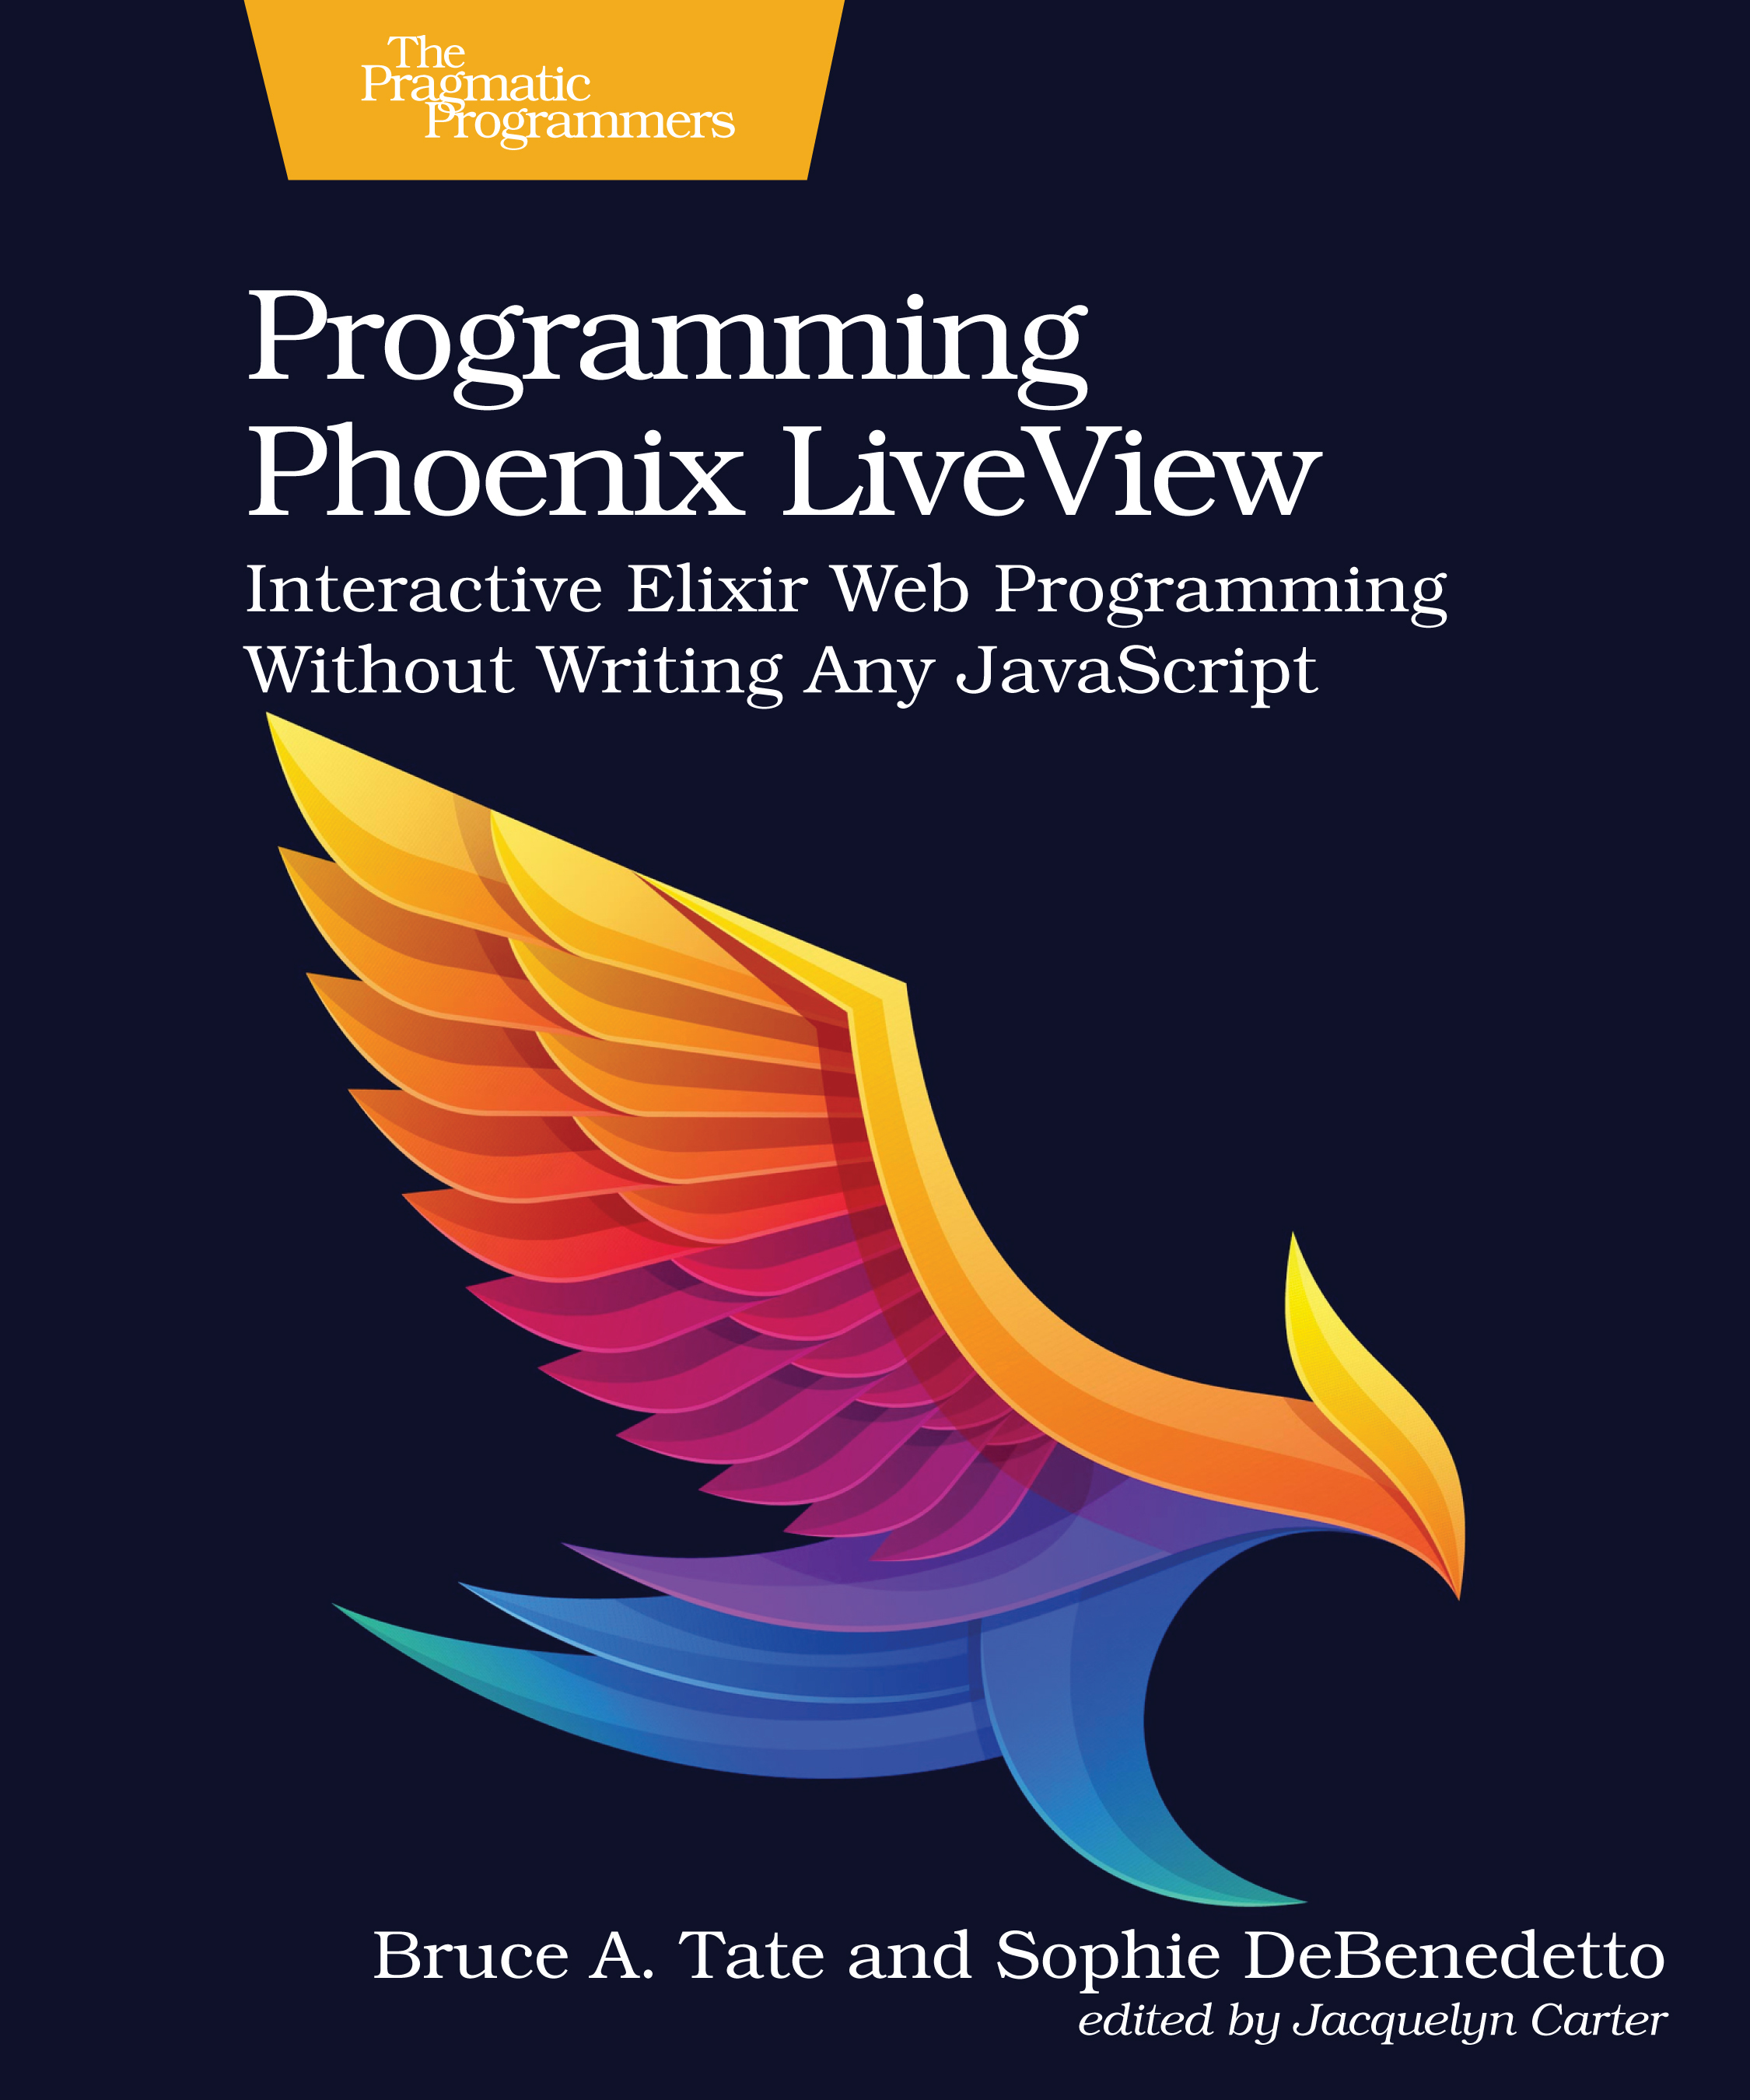 The
Pragmatic
Programmers
Programming
Phoenix LiveView
Interactive Elixir Web Programming
Without Writing Any JavaScript
Bruce A. Tate and Sophie DeBenedetto
edited by Jacquelyn Carter